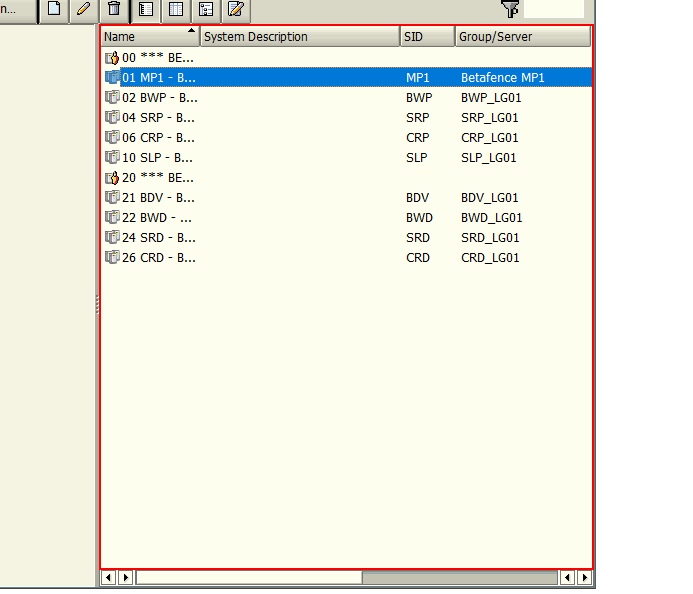 n...
Name System Description SID Group/Server
00 *** BE...
01 MP1 - B... MP1 Betafence MP1
02 BWP - B... BWP BWP_LG01
04 SRP - B... SRP SRP_LG01
06 CRP - B... CRP CRP_LG01
10 SLP - B... SLP SLP_LG01
20 *** BE...
21 BDV - B... BDV BDV_LG01
22 BWD - ... BWD BWD_LG01
24 SRD - B... SRD SRD_LG01
26 CRD - B... CRD CRD_LG01